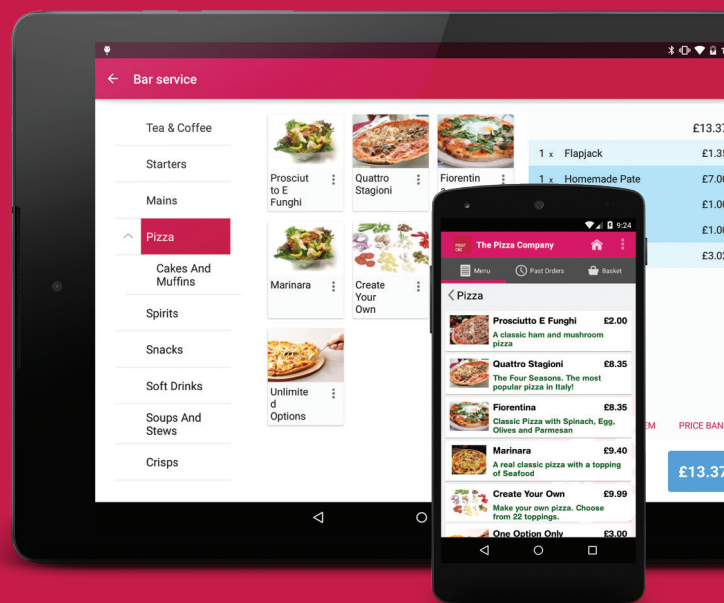 Bar service
Tea & Coffee
Starters
Mains
Pizza
Cakes And
Muffins
Spirits
Snacks
Soft Drinks
Soups And
Stews
Crisps
Prosciut
to E
Funghi
Quattro
Stagioni
Fiorentin
Marinara
Create
Your
Own
Unlimite
d
Options
£13.37
1 x Flapjack £1.35
1 x Homemade Pate £7.00
£1.00
£1.00
£3.02
EM PRICE BAN
£13.37
9:24
The Pizza Company
Menu Past Orders Basket
Pizza
Prosciutto E Funghi £2.00
A classic ham and mushroom
pizza
Quattro Stagioni £8.35
The Four Seasons. The most
popular pizza in Italy!
Fiorentina £8.35
Classic Pizza with Spinach, Egg,
Olives and Parmesan
Marinara £9.40
A real classic pizza with a topping
of Seafood
Create Your Own £9.99
Make your own pizza. Choose
from 22 toppings.
One Option Only £3.00